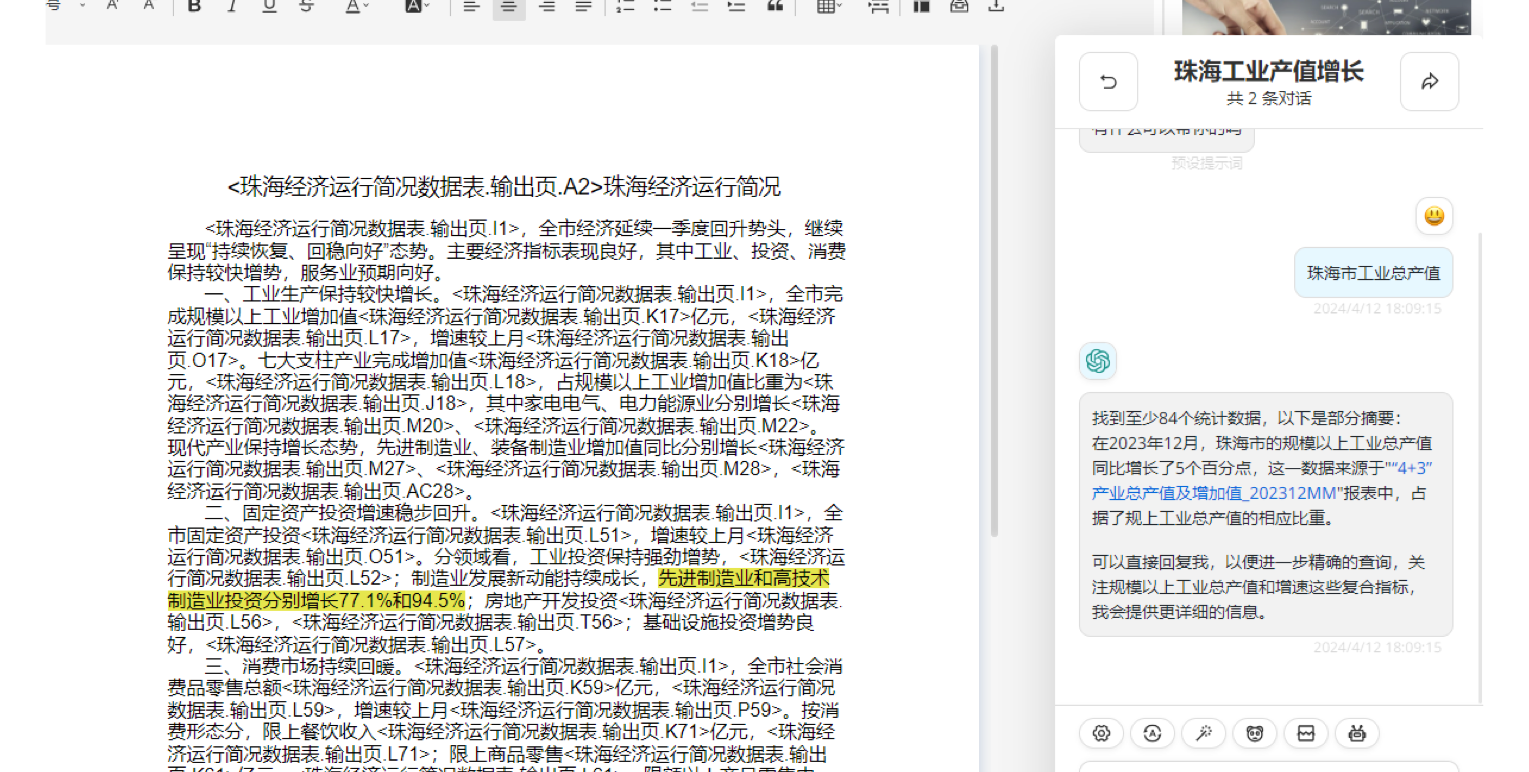 号
B I U S A A
<珠海经济运行简况数据表.输出页.A2>珠海经济运行简况
<珠海经济运行简况数据表.输出页.I1>，全市经济延续一季度回升势头，继续
呈现“持续恢复、回稳向好”态势。主要经济指标表现良好，其中工业、投资、消费
保持较快增势，服务业预期向好。
一、工业生产保持较快增长。<珠海经济运行简况数据表.输出页.I1>，全市完
成规模以上工业增加值<珠海经济运行简况数据表.输出页.K17>亿元，<珠海经济
运行简况数据表.输出页.L17>，增速较上月<珠海经济运行简况数据表.输出
页.O17>。七大支柱产业完成增加值<珠海经济运行简况数据表.输出页.K18>亿
元，<珠海经济运行简况数据表.输出页.L18>，占规模以上工业增加值比重为<珠
海经济运行简况数据表.输出页.J18>，其中家电电气、电力能源业分别增长<珠海
经济运行简况数据表.输出页.M20>、<珠海经济运行简况数据表.输出页.M22>。
现代产业保持增长态势，先进制造业、装备制造业增加值同比分别增长<珠海经济
运行简况数据表.输出页.M27>、<珠海经济运行简况数据表.输出页.M28>，<珠海
经济运行简况数据表.输出页.AC28>。
二、固定资产投资增速稳步回升。<珠海经济运行简况数据表.输出页.I1>，全
市固定资产投资<珠海经济运行简况数据表.输出页.L51>，增速较上月<珠海经济
运行简况数据表.输出页.O51>。分领域看，工业投资保持强劲增势，<珠海经济运
行简况数据表.输出页.L52>；制造业发展新动能持续成长，先进制造业和高技术
制造业投资分别增长77.1%和94.5%；房地产开发投资<珠海经济运行简况数据表.
输出页.L56>，<珠海经济运行简况数据表.输出页.T56>；基础设施投资增势良
好，<珠海经济运行简况数据表.输出页.L57>。
三、消费市场持续回暖。<珠海经济运行简况数据表.输出页.I1>，全市社会消
费品零售总额<珠海经济运行简况数据表.输出页.K59>亿元，<珠海经济运行简况
数据表.输出页.L59>，增速较上月<珠海经济运行简况数据表.输出页.P59>。按消
费形态分，限上餐饮收入<珠海经济运行简况数据表.输出页.K71>亿元，<珠海经
济运行简况数据表.输出页.L71>；限上商品零售<珠海经济运行简况数据表.输出
珠海工业产值增长
共 2 条对话
有什么可以帮你的吗
预设提示词
珠海市工业总产值
2024/4/12 18:09:15
找到至少84个统计数据，以下是部分摘要：
在2023年12月，珠海市的规模以上工业总产值
同比增长了5个百分点，这一数据来源于"“4+3”
产业总产值及增加值_202312MM"报表中，占
据了规上工业总产值的相应比重。
可以直接回复我，以便进一步精确的查询，关
注规模以上工业总产值和增速这些复合指标，
我会提供更详细的信息。
2024/4/12 18:09:15